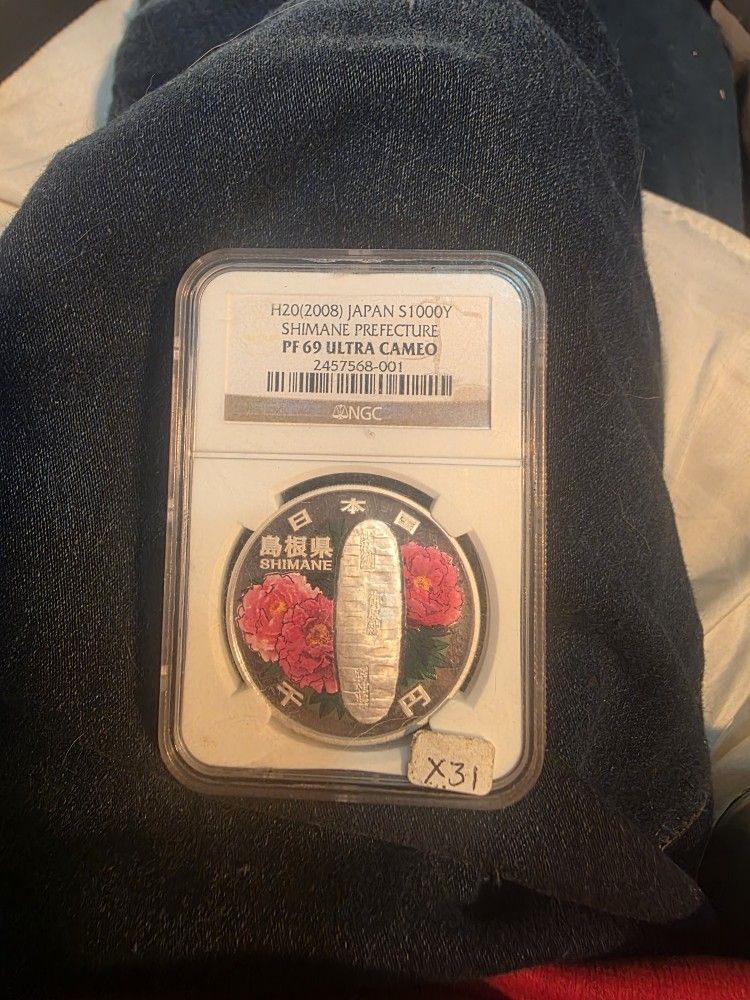 H20(2008) JAPAN S1000Y
SHIMANE PREFECTURE
PF 69 ULTRA CAMEO
2457568-001
NGC
日本国
島根県
SHIMANE
千円
X31